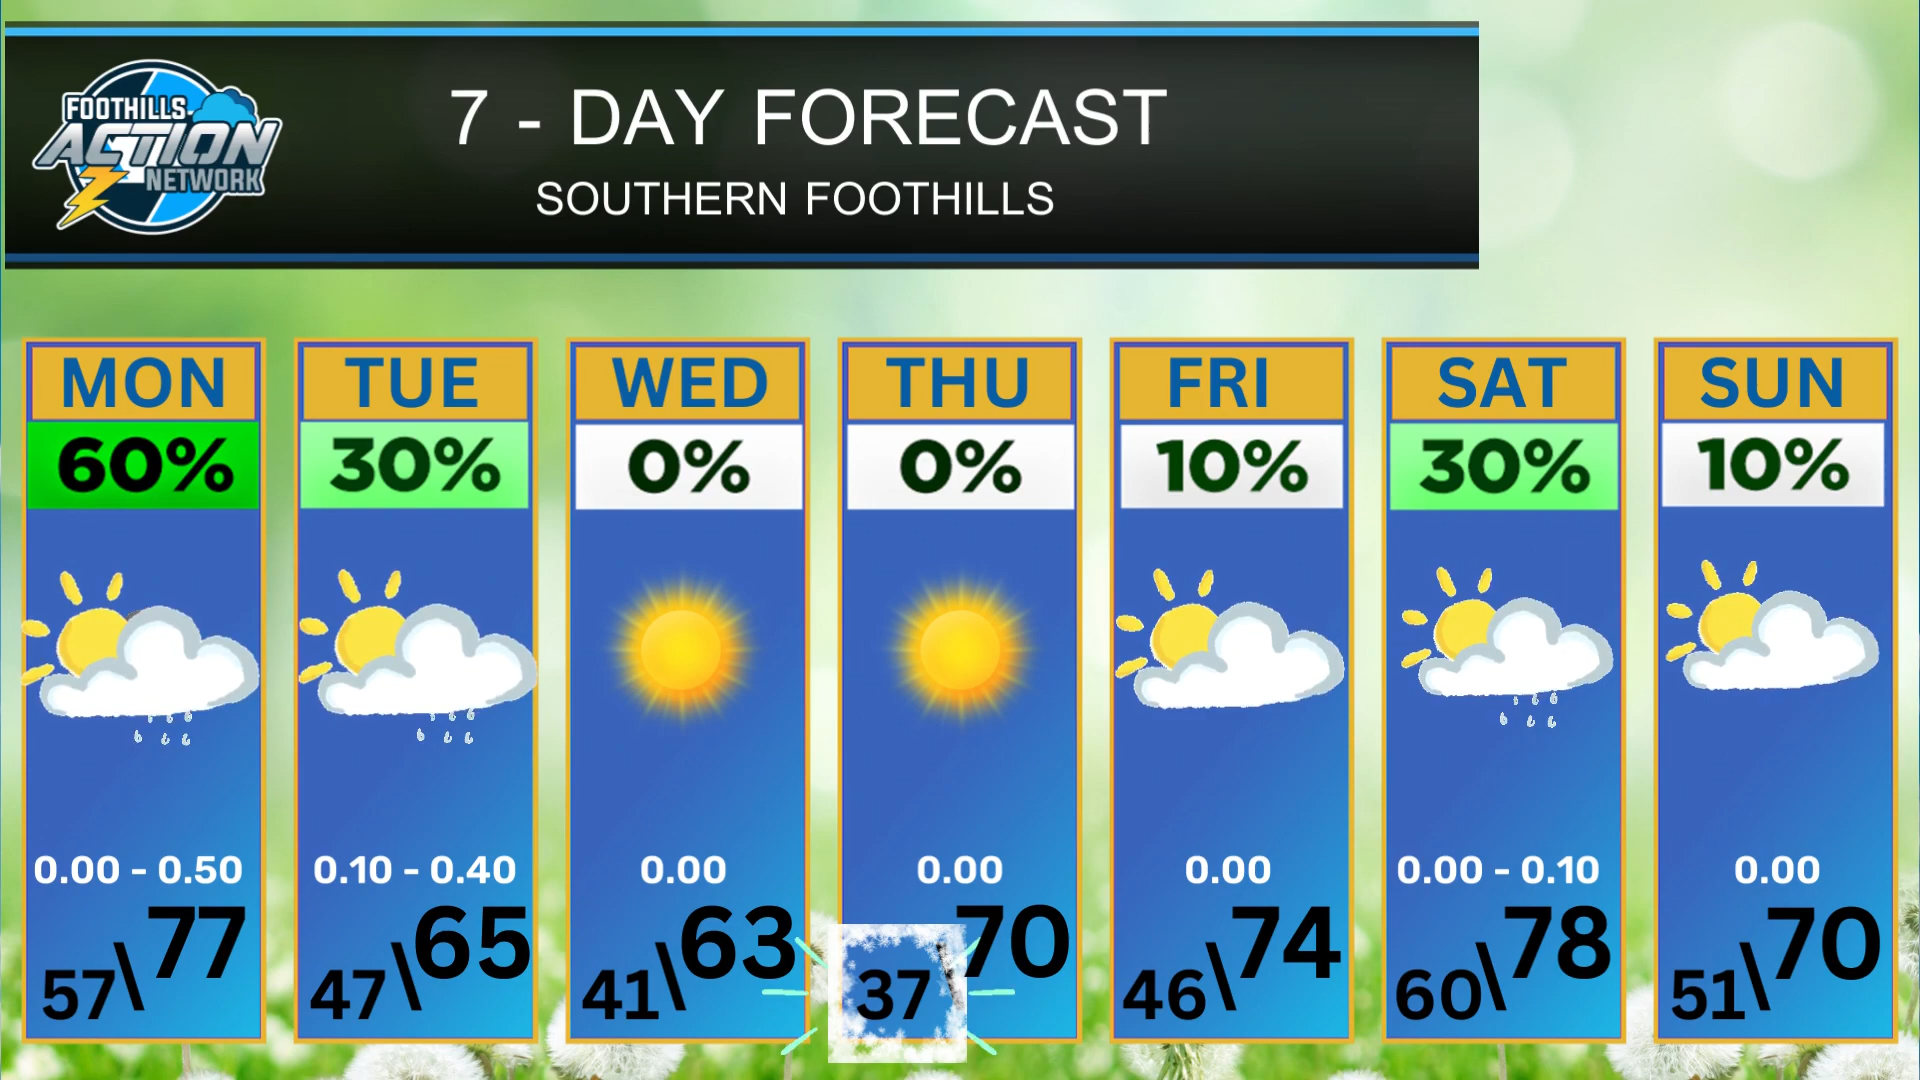 FOOTHILLS
ACTION
NETWORK
7 - DAY FORECAST
SOUTHERN FOOTHILLS
MON TUE WED THU FRI SAT SUN
60% 30% 0% 0% 10% 30% 10%
0.00 - 0.50 0.10 - 0.40 0.00 0.00 0.00 0.00 - 0.10 0.00
57\77 47\65 41\63 37 70 46\74 60\78 51\70